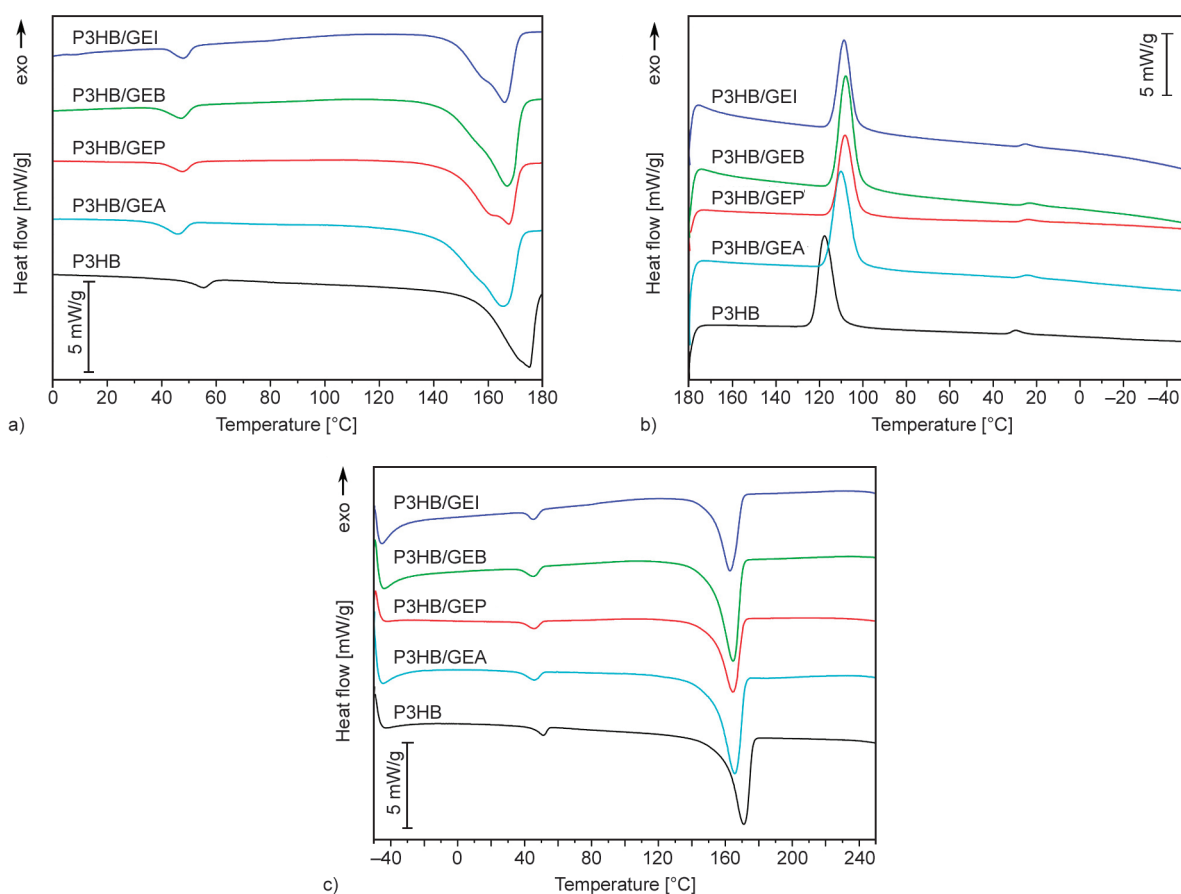 exo
Heat flow [mW/g]
P3HB/GEI
P3HB/GEB
P3HB/GEP
P3HB/GEA
P3HB
5 mW/g
0 20 40 60 80 100 120 140 160 180
Temperature [°C]
a)
exo
Heat flow [mW/g]
5 mW/g
P3HB/GEI
P3HB/GEB
P3HB/GEP
P3HB/GEA
P3HB
180 160 140 120 100 80 60 40 20 0 –20 –40
Temperature [°C]
b)
exo
Heat flow [mW/g]
P3HB/GEI
P3HB/GEB
P3HB/GEP
P3HB/GEA
P3HB
5 mW/g
–40 0 40 80 120 160 200 240
Temperature [°C]
c)